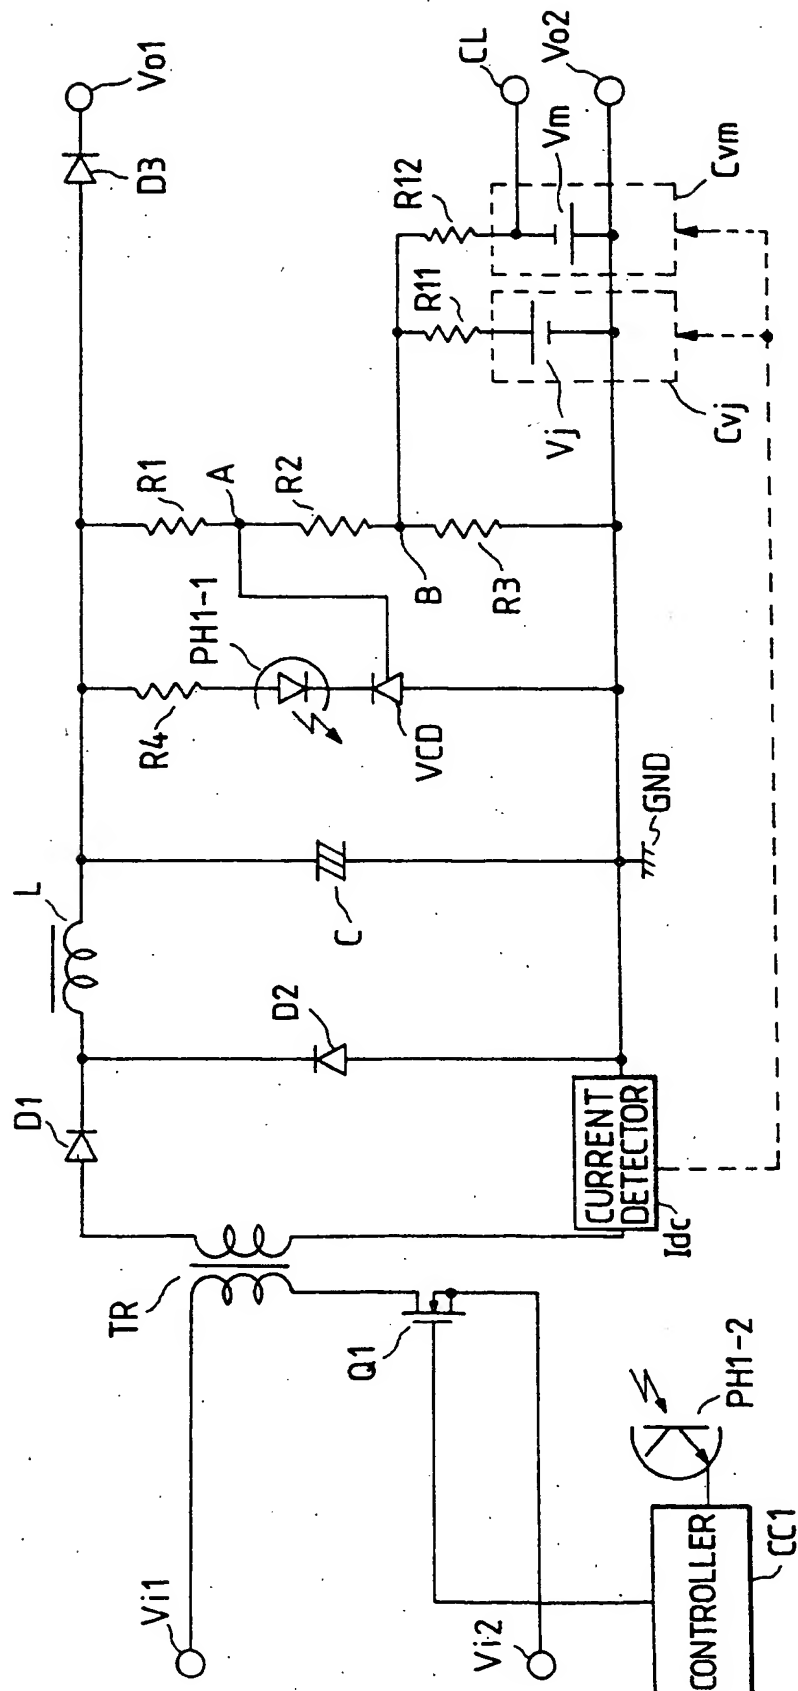 Vi1
Vi2
TR
Q1
CONTROLLER
CC1
PH1-2
D1
D2
L
C
CURRENT
DETECTOR
Idc
GND
R4
PH1-1
VCD
R1
A
R2
B
R3
R11
R12
Vj
Cvj
Vm
Cvm
D3
Vo1
CL
Vo2